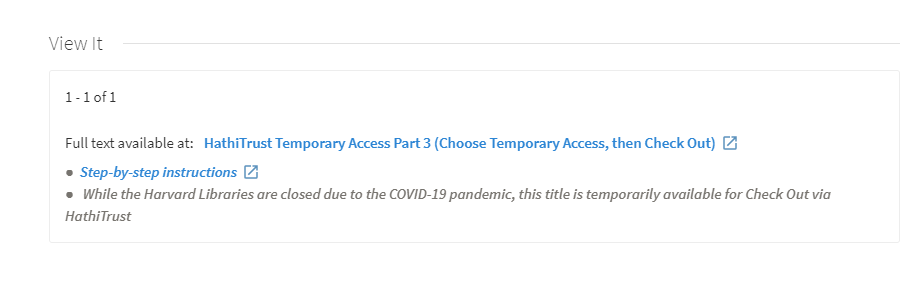 View It
1 - 1 of 1
Full text available at: HathiTrust Temporary Access Part 3 (Choose Temporary Access, then Check Out)
● Step-by-step instructions
● While the Harvard Libraries are closed due to the COVID-19 pandemic, this title is temporarily available for Check Out via
HathiTrust